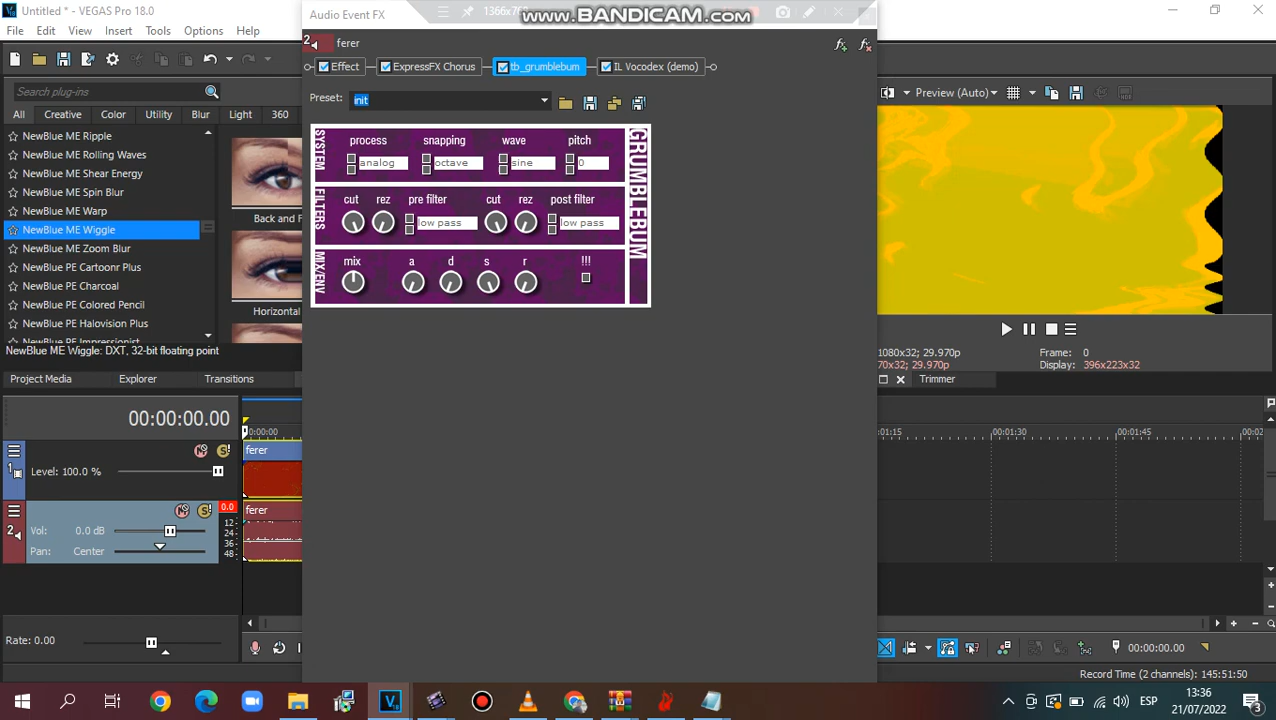 Untitled * - VEGAS Pro 18.0
Audio Event FX
1366x768
www.BANDICAM.com
File Edit View Insert Tools Options Help
2 ferer
Effect ExpressFX Chorus tb_grumblebum IL Vocodex (demo)
Search plug-ins
Preview (Auto)
Preset: init
All Creative Color Utility Blur Light 360
NewBlue ME Ripple
NewBlue ME Rolling Waves
NewBlue ME Shear Energy
NewBlue ME Spin Blur
NewBlue ME Warp
NewBlue ME Wiggle
NewBlue ME Zoom Blur
NewBlue PE Cartoonr Plus
NewBlue PE Charcoal
NewBlue PE Colored Pencil
NewBlue PE Halovision Plus
NewBlue PE Impressionist
Back and F
Horizontal
SYSTEM
process snapping wave pitch
analog octave sine 0
FILTERS
cut rez pre filter cut rez post filter
low pass low pass
MIX/ENV
mix a d s r !!!
GRUMBLEBUM
NewBlue ME Wiggle: DXT, 32-bit floating point
Project Media Explorer Transitions
1080x32; 29.970p Frame: 0
70x32; 29.970p Display: 396x223x32
Trimmer
00:00:00.00
0:00:00
00:01:15 00:01:30 00:01:45 00:0
1 Level: 100.0 %
ferer
2 Vol: 0.0 dB
Pan: Center
0.0
12
24
36
48
ferer
Rate: 0.00
00:00:00.00
Record Time (2 channels): 145:51:50
ESP
13:36
21/07/2022
3